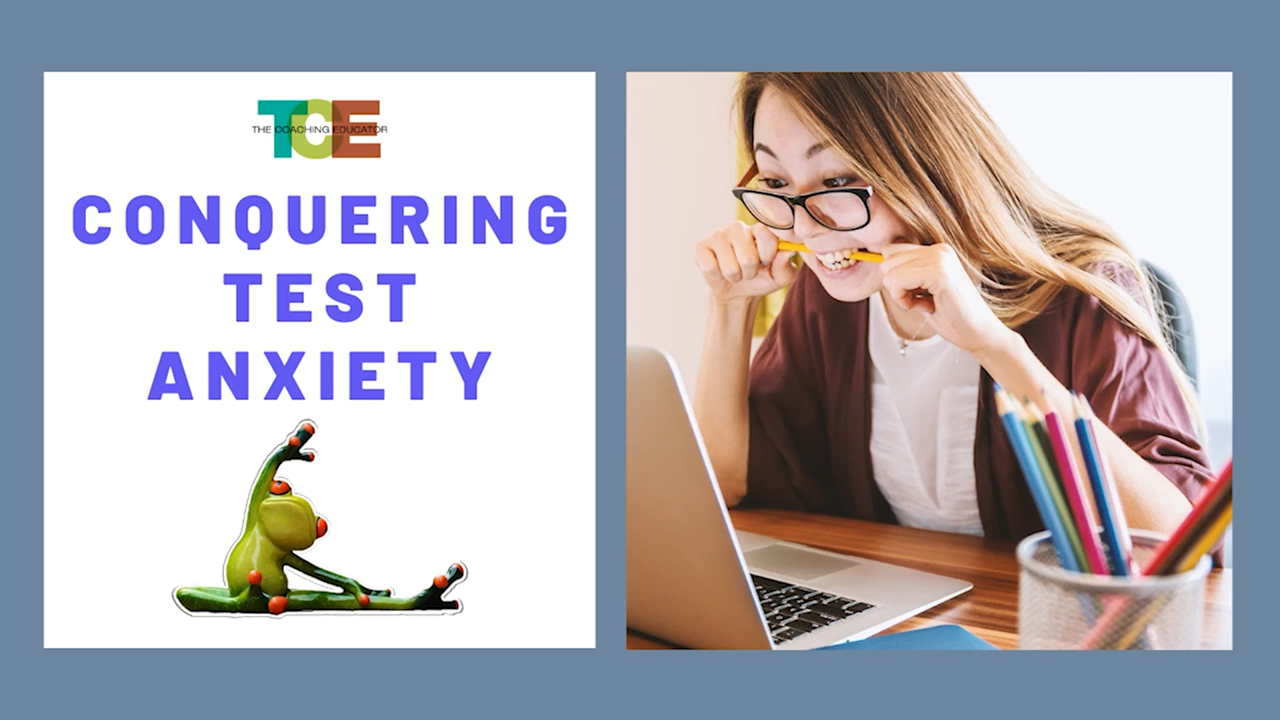 TCE
THE COACHING EDUCATOR
CONQUERING
TEST
ANXIETY